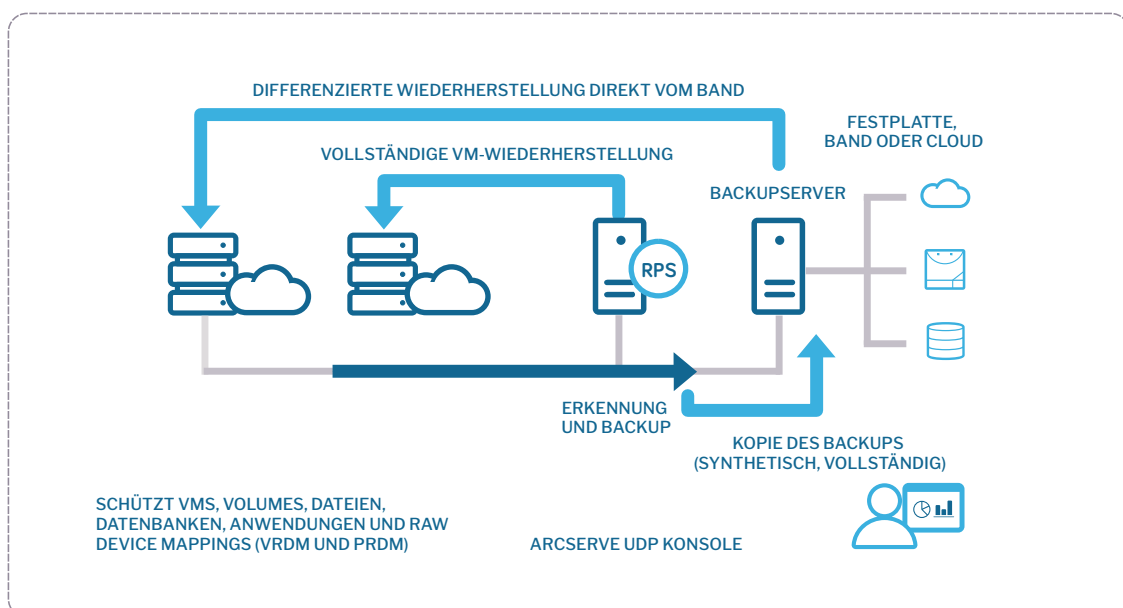 DIFFERENZIERTE WIEDERHERSTELLUNG DIREKT VOM BAND
FESTPLATTE,
BAND ODER CLOUD
VOLLSTÄNDIGE VM-WIEDERHERSTELLUNG
BACKUPSERVER
RPS
ERKENNUNG
UND BACKUP
KOPIE DES BACKUPS
(SYNTHETISCH, VOLLSTÄNDIG)
SCHÜTZT VMS, VOLUMES, DATEIEN,
DATENBANKEN, ANWENDUNGEN UND RAW
DEVICE MAPPINGS (VRDM UND PRDM)
ARCSERVE UDP KONSOLE